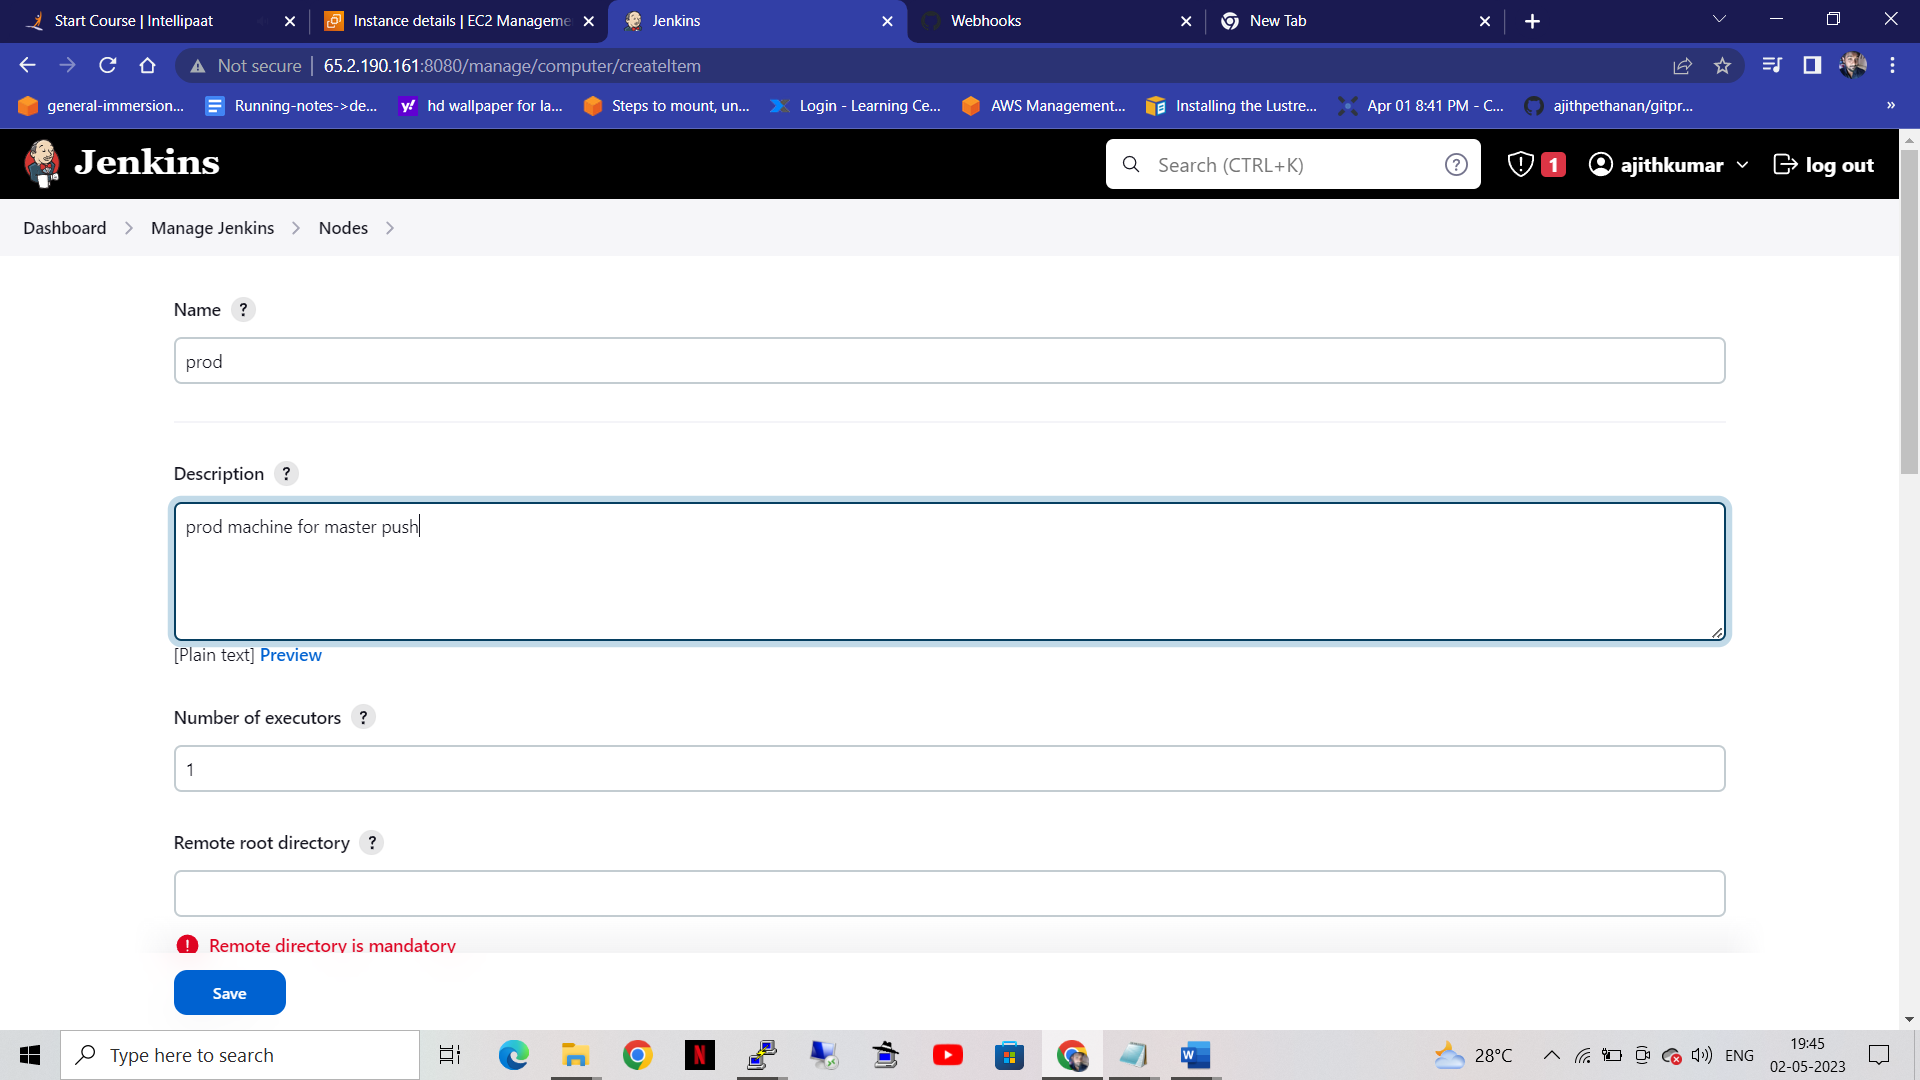 Start Course | Intellipaat
Instance details | EC2 Manageme
Jenkins
Webhooks
New Tab
Not secure
65.2.190.161:8080/manage/computer/createItem
general-immersion...
Running-notes->de...
hd wallpaper for la...
Steps to mount, un...
Login - Learning Ce...
AWS Management...
Installing the Lustre...
Apr 01 8:41 PM - C...
ajithpethanan/gitpr...
»
Jenkins
Search (CTRL+K)
?
1
ajithkumar
log out
Dashboard
Manage Jenkins
Nodes
Name ?
prod
Description ?
prod machine for master push
[Plain text] Preview
Number of executors ?
1
Remote root directory ?
Remote directory is mandatory
Save
Type here to search
28°C
ENG
19:45
02-05-2023